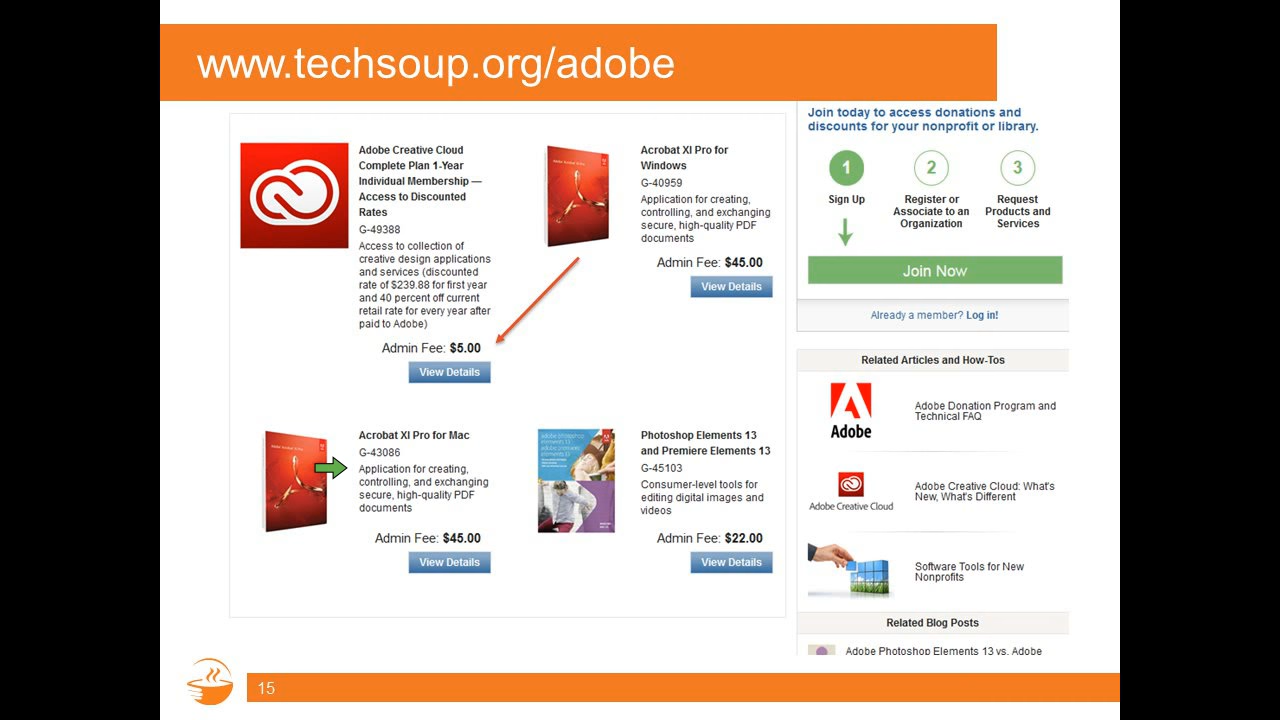 www.techsoup.org/adobe
Adobe Creative Cloud
Complete Plan 1-Year
Individual Membership —
Access to Discounted
Rates
G-49388
Access to collection of
creative design applications
and services (discounted
rate of $239.88 for first year
and 40 percent off current
retail rate for every year after
paid to Adobe)
Admin Fee: $5.00
View Details
Acrobat XI Pro for
Windows
G-40959
Application for creating,
controlling, and exchanging
secure, high-quality PDF
documents
Admin Fee: $45.00
View Details
Acrobat XI Pro for Mac
G-43086
Application for creating,
controlling, and exchanging
secure, high-quality PDF
documents
Admin Fee: $45.00
View Details
Photoshop Elements 13
and Premiere Elements 13
G-45103
Consumer-level tools for
editing digital images and
videos
Admin Fee: $22.00
View Details
Join today to access donations and
discounts for your nonprofit or library.
1
Sign Up
2
Register or
Associate to an
Organization
3
Request
Products and
Services
Join Now
Already a member? Log in!
Related Articles and How-Tos
Adobe
Adobe Donation Program and
Technical FAQ
Adobe Creative Cloud
Adobe Creative Cloud: What's
New, What's Different
Software Tools for New
Nonprofits
Related Blog Posts
Adobe Photoshop Elements 13 vs. Adobe
15